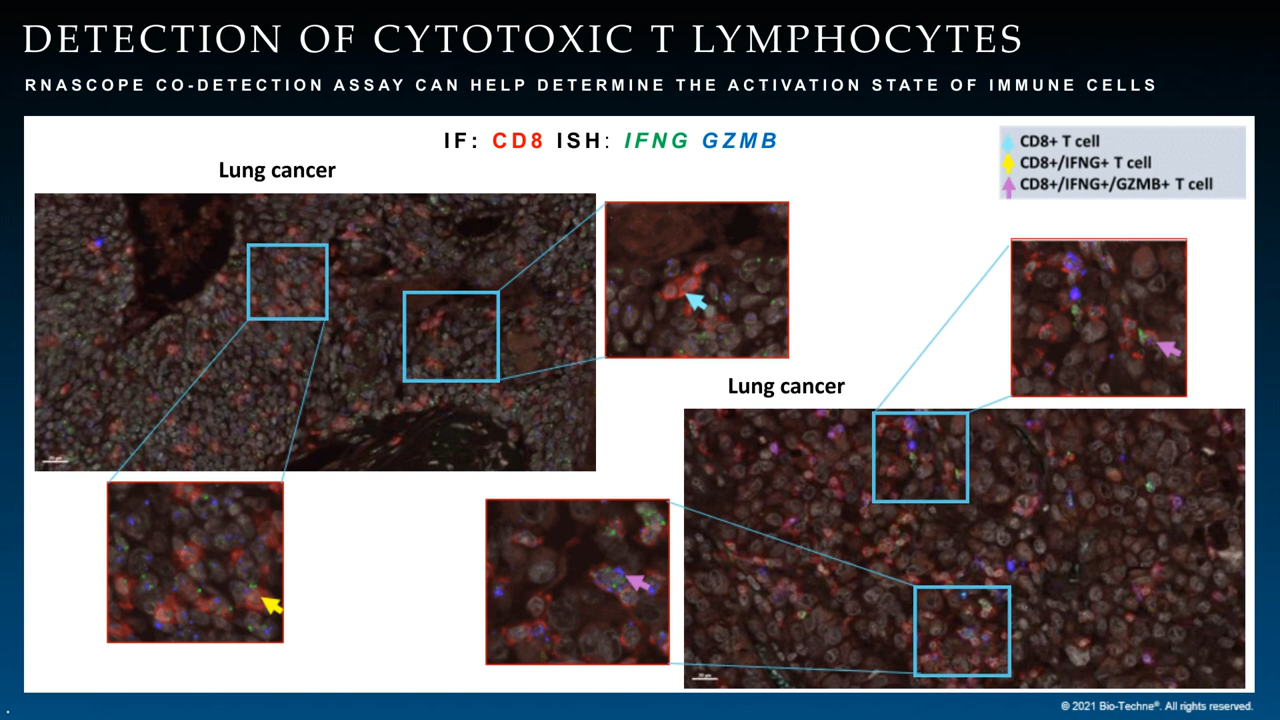 DETECTION OF CYTOTOXIC T LYMPHOCYTES
RNASCOPE CO-DETECTION ASSAY CAN HELP DETERMINE THE ACTIVATION STATE OF IMMUNE CELLS
IF: CD8 ISH: IFNG GZMB
CD8+ T cell
CD8+/IFNG+ T cell
CD8+/IFNG+/GZMB+ T cell
Lung cancer
Lung cancer
© 2021 Bio-Techne®. All rights reserved.